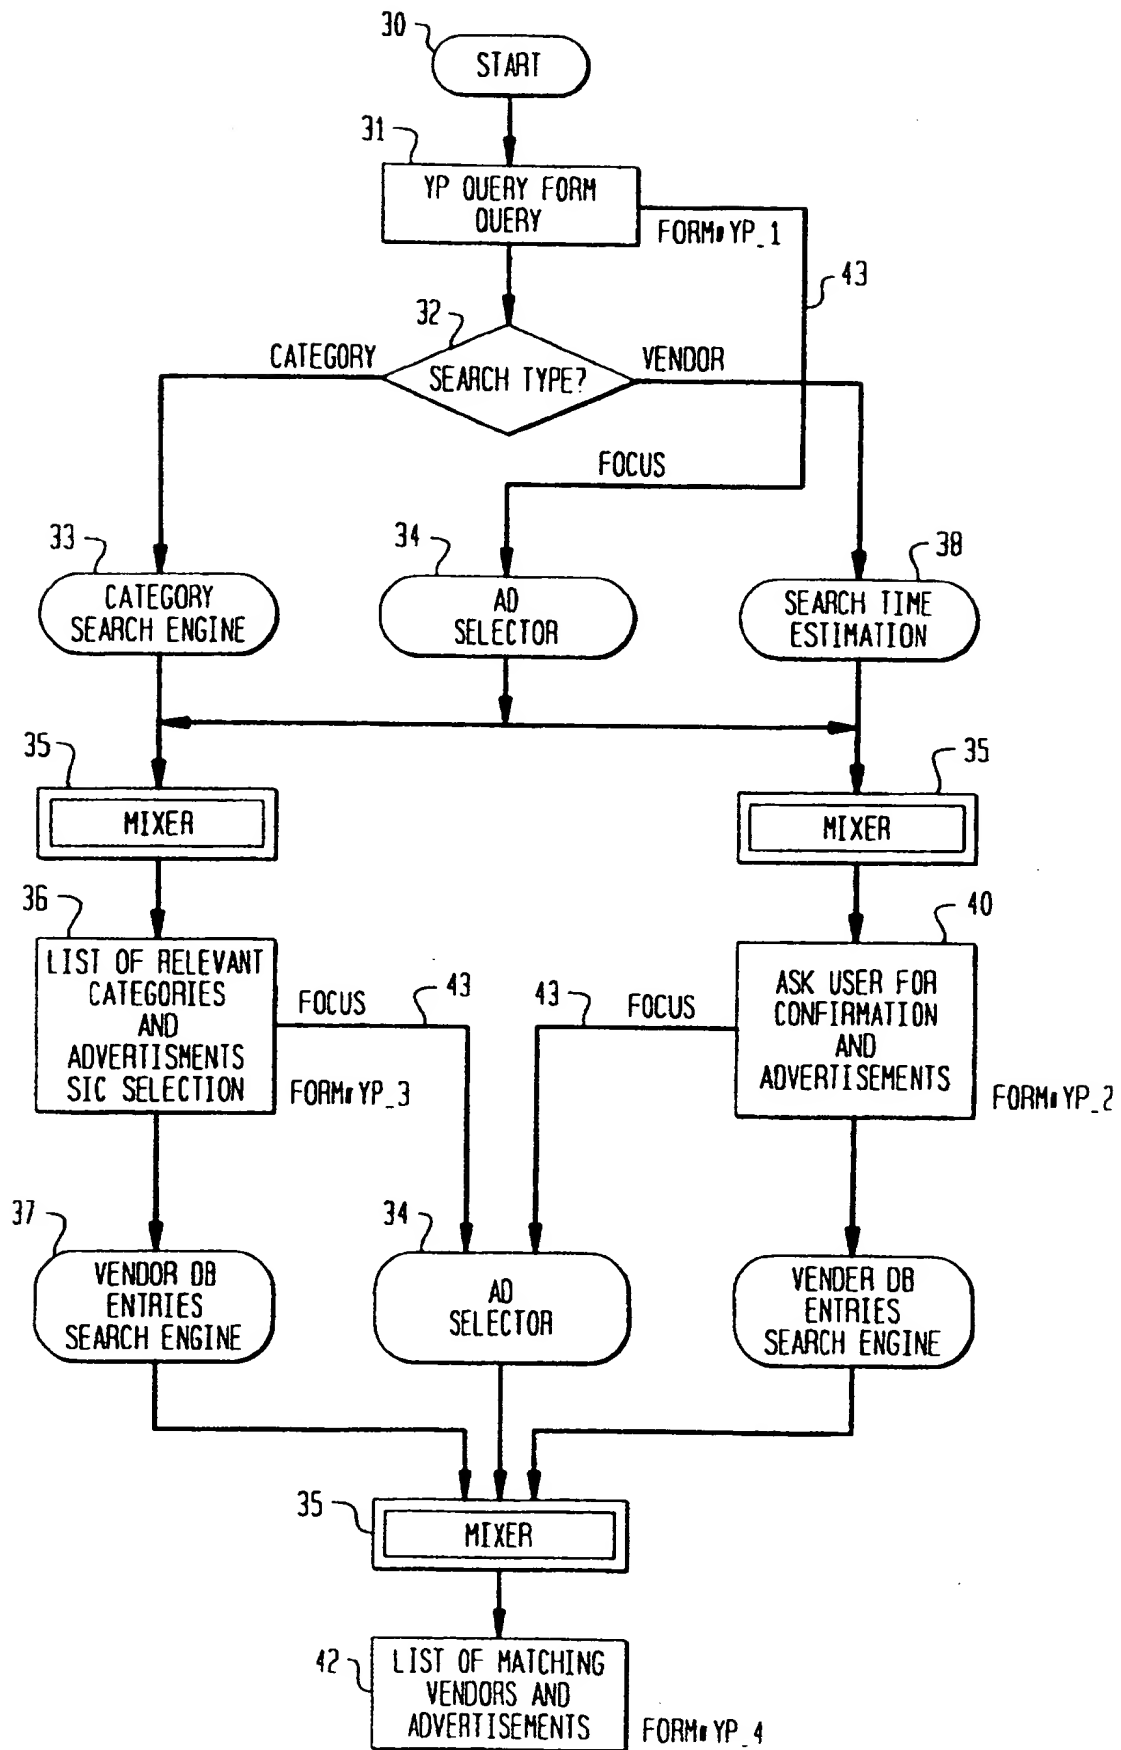 30
START
31
YP QUERY FORM
QUERY
FORM# YP_1
43
32
CATEGORY
SEARCH TYPE?
VENDOR
FOCUS
33
CATEGORY
SEARCH ENGINE
34
AD
SELECTOR
38
SEARCH TIME
ESTIMATION
35
MIXER
35
MIXER
36
LIST OF RELEVANT
CATEGORIES
AND
ADVERTISMENTS
SIC SELECTION
FOCUS
43
FORM# YP_3
40
ASK USER FOR
CONFIRMATION
AND
ADVERTISEMENTS
43
FOCUS
FORM# YP_2
37
VENDOR DB
ENTRIES
SEARCH ENGINE
34
AD
SELECTOR
VENDER DB
ENTRIES
SEARCH ENGINE
35
MIXER
42
LIST OF MATCHING
VENDORS AND
ADVERTISEMENTS
FORM# YP_4